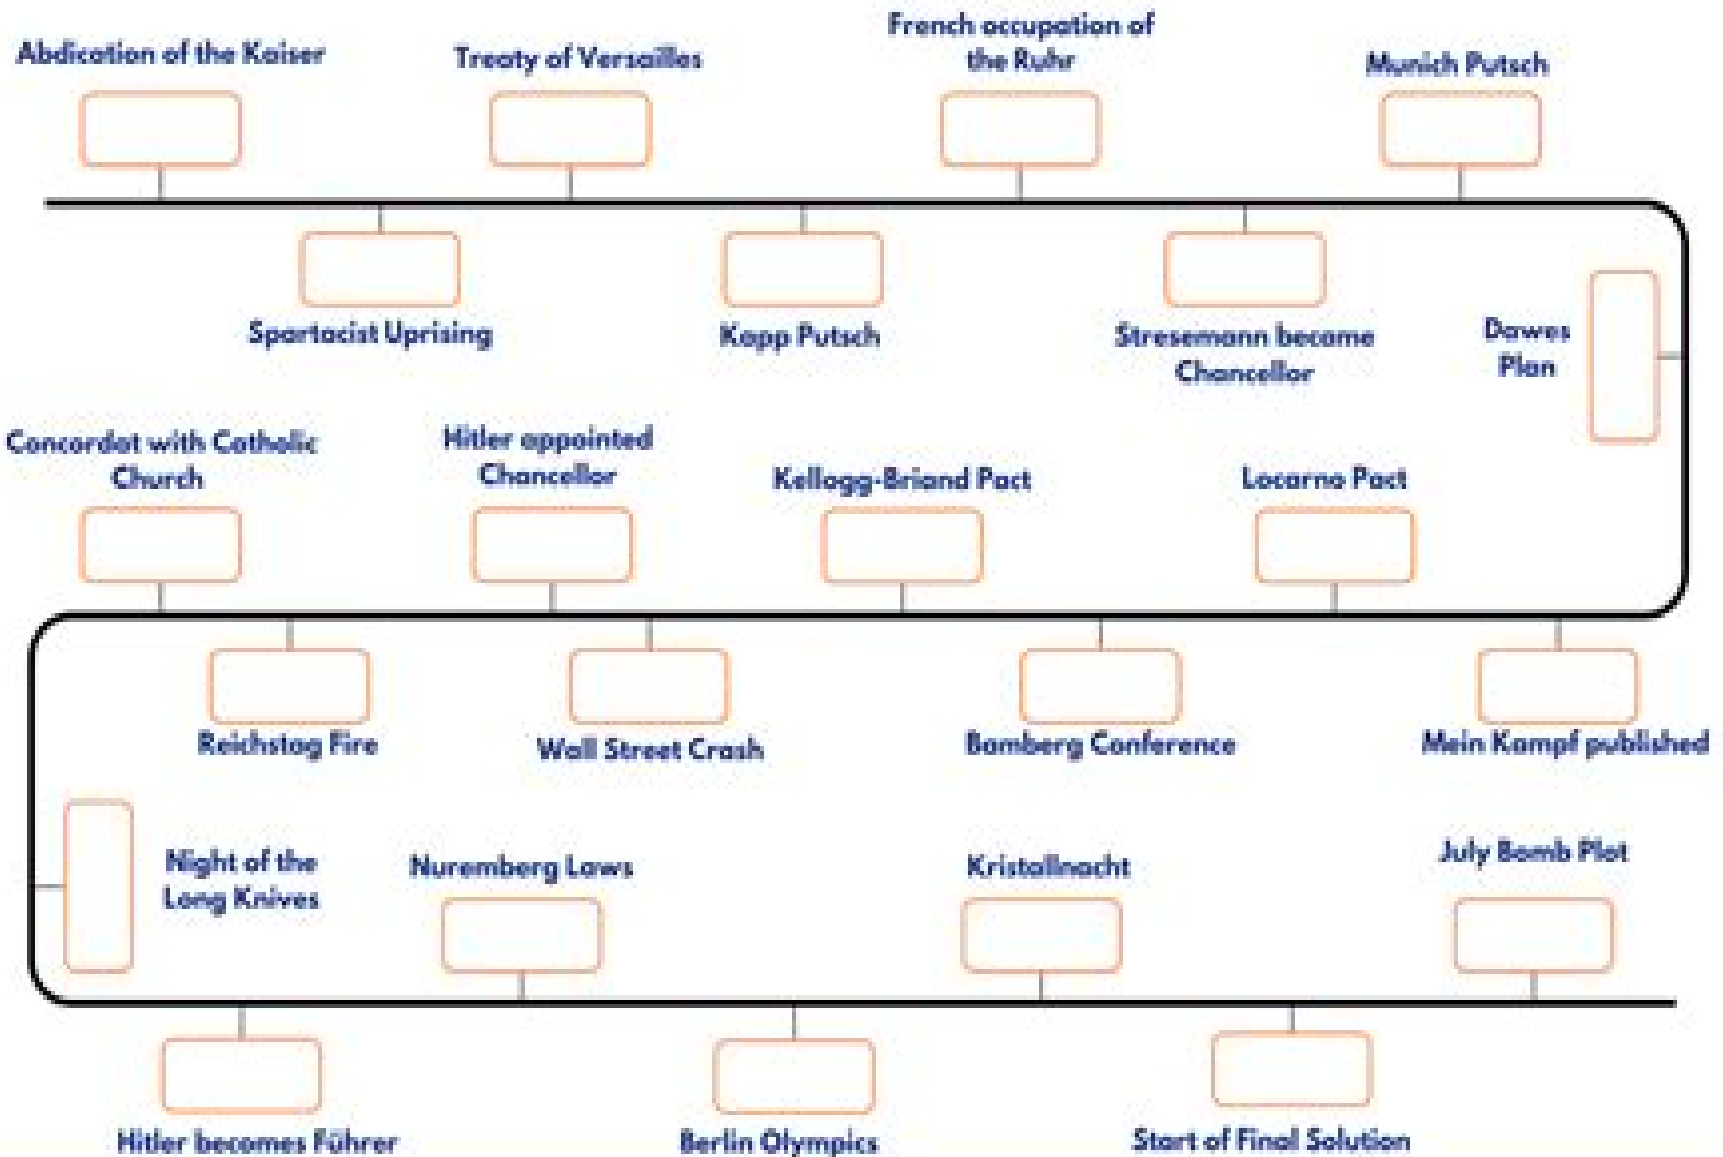 Abdication of the Kaiser
Treaty of Versailles
French occupation of
the Ruhr
Munich Putsch
Spartacist Uprising
Kapp Putsch
Stresemann became
Chancellor
Dawes
Plan
Concordat with Catholic
Church
Hitler appointed
Chancellor
Kellogg-Briand Pact
Locarno Pact
Reichstag Fire
Wall Street Crash
Bamberg Conference
Mein Kampf published
Night of the
Long Knives
Nuremberg Laws
Kristallnacht
July Bomb Plot
Hitler becomes Führer
Berlin Olympics
Start of Final Solution